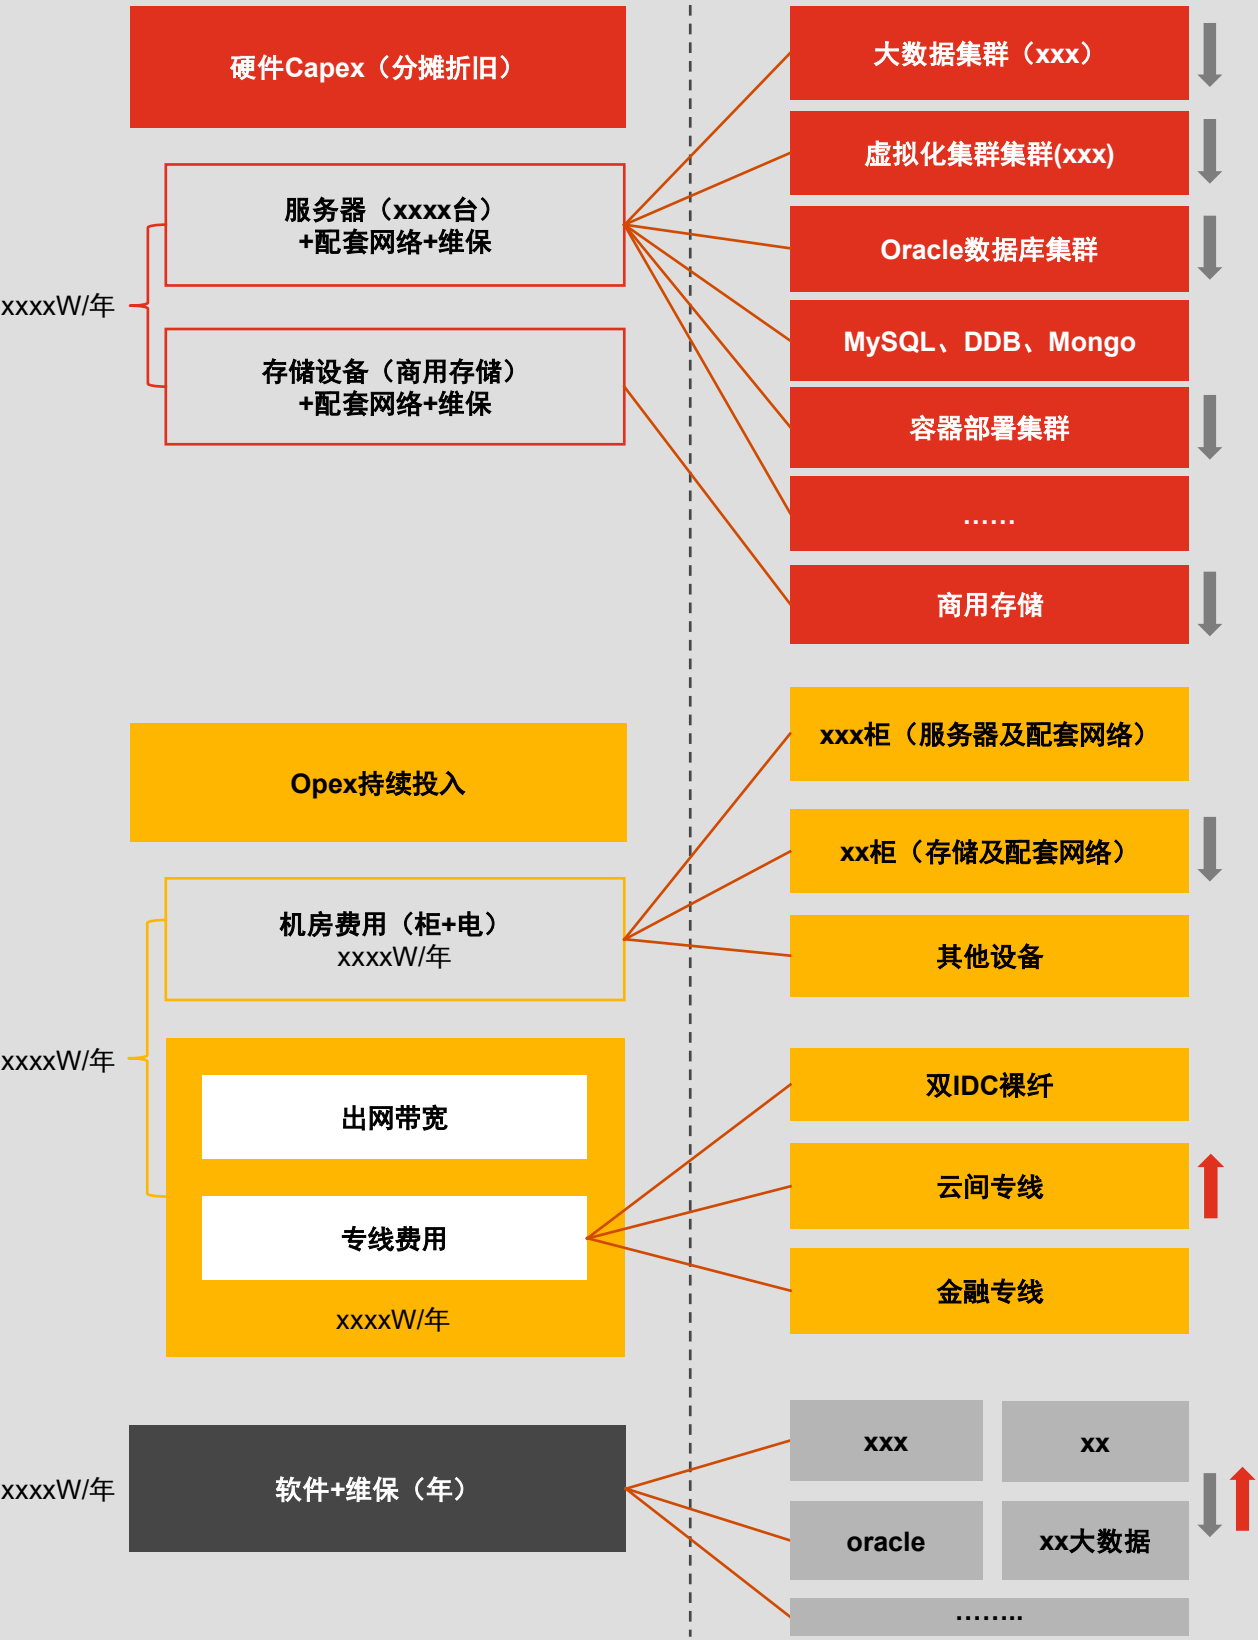 硬件Capex（分摊折旧）
服务器（xxxx台）
+配套网络+维保
xxxxW/年
存储设备（商用存储）
+配套网络+维保
大数据集群（xxx）
虚拟化集群集群(xxx)
Oracle数据库集群
MySQL、DDB、Mongo
容器部署集群
……
商用存储
Opex持续投入
机房费用（柜+电）
xxxxW/年
xxxxW/年
出网带宽
专线费用
xxxxW/年
xxx柜（服务器及配套网络）
xx柜（存储及配套网络）
其他设备
双IDC裸纤
云间专线
金融专线
xxxxW/年
软件+维保（年）
xxx
xx
oracle
xx大数据
……..